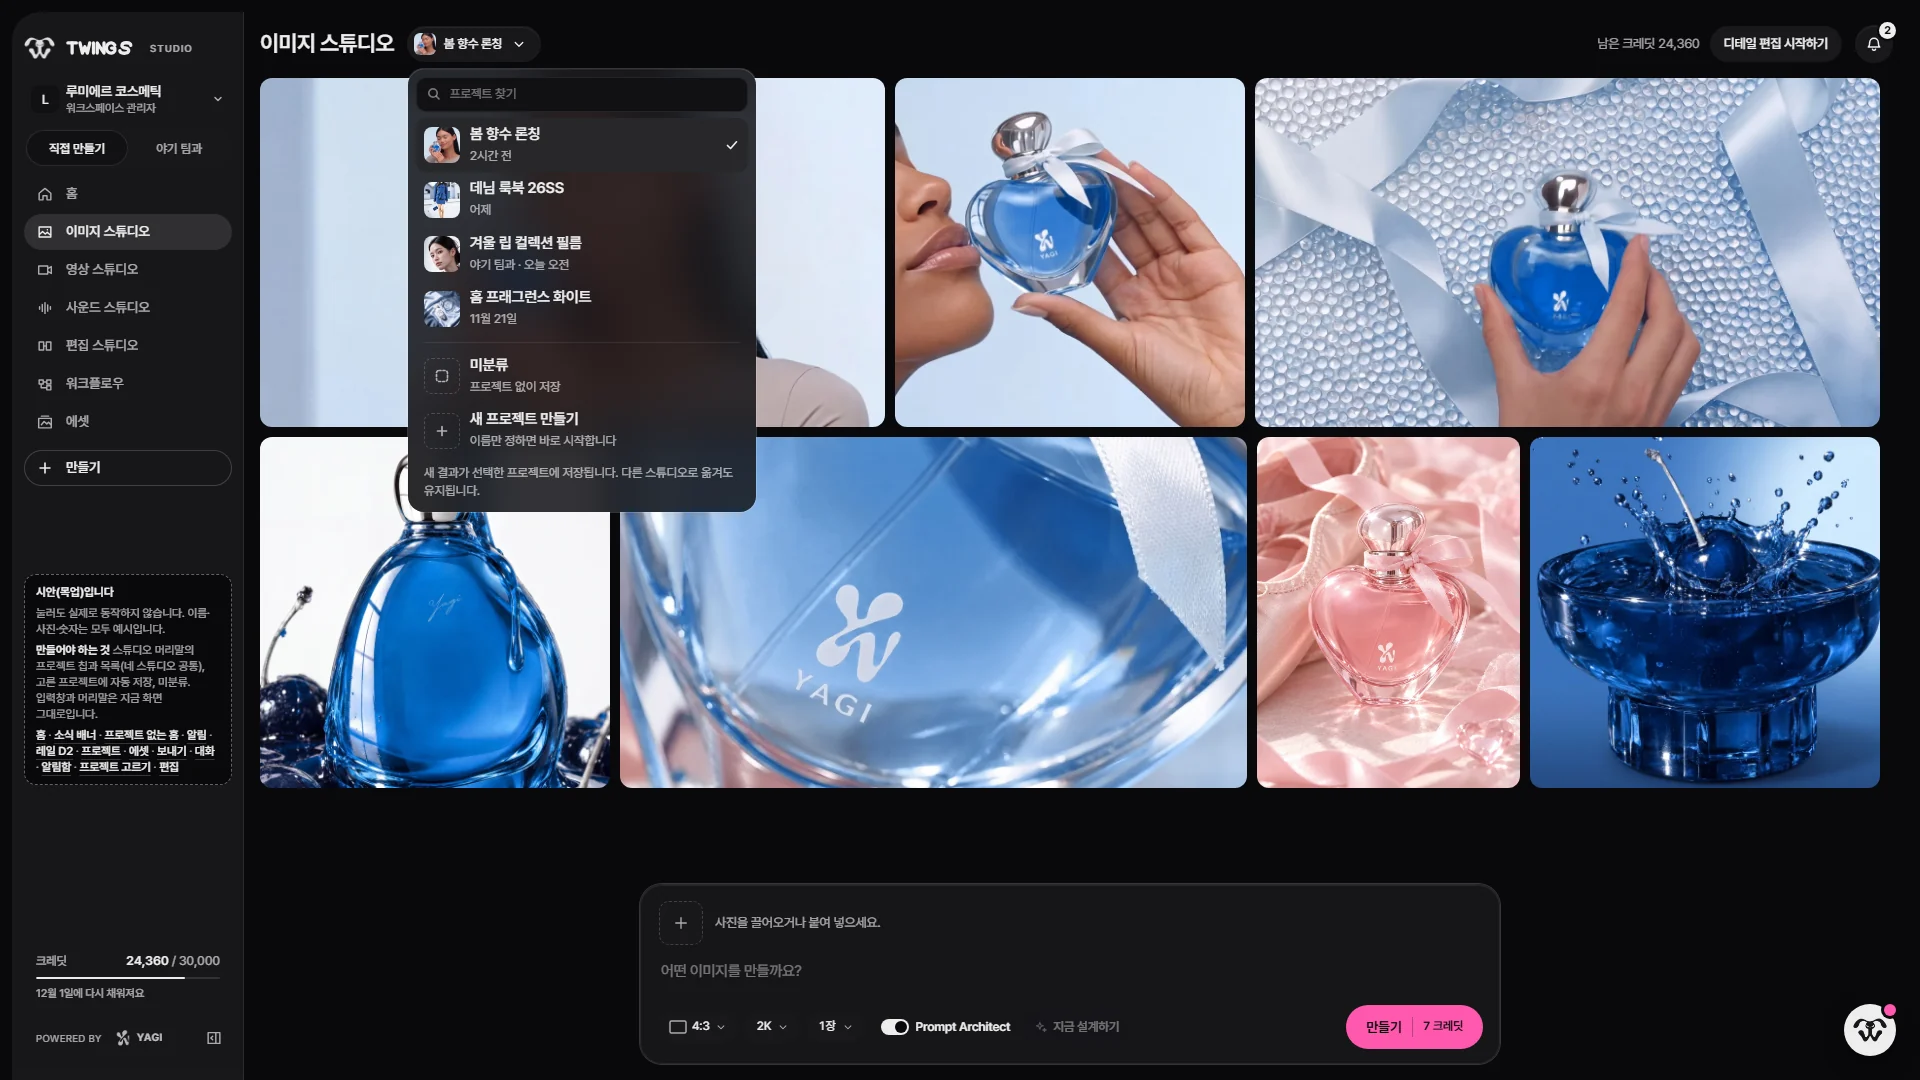 TWINGS STUDIO
L
루미에르 코스메틱
워크스페이스 관리자
직접 만들기
야기 팀과
홈
이미지 스튜디오
영상 스튜디오
사운드 스튜디오
편집 스튜디오
워크플로우
에셋
만들기
시안(목업)입니다
눌러도 실제로 동작하지 않습니다. 이름·
사진·숫자는 모두 예시입니다.
만들어야 하는 것 스튜디오 머리말의
프로젝트 칩과 목록(네 스튜디오 공통),
고른 프로젝트에 자동 저장, 미분류.
입력창과 머리말은 지금 화면
그대로입니다.
홈 · 소식 배너 · 프로젝트 없는 홈 · 알림 ·
레일 D2 · 프로젝트 · 에셋 · 보내기 · 대화
· 알림함 · 프로젝트 고르기 · 편집
크레딧
24,360 / 30,000
12월 1일에 다시 채워져요
POWERED BY YAGI
이미지 스튜디오
봄 향수 론칭
남은 크레딧 24,360
디테일 편집 시작하기
2
프로젝트 찾기
봄 향수 론칭
2시간 전
데님 룩북 26SS
어제
겨울 립 컬렉션 필름
야기 팀과 · 오늘 오전
홈 프래그런스 화이트
11월 21일
미분류
프로젝트 없이 저장
새 프로젝트 만들기
이름만 정하면 바로 시작합니다
새 결과가 선택한 프로젝트에 저장됩니다. 다른 스튜디오로 옮겨도
유지됩니다.
YAGI
Yagi
YAGI
YAGI
사진을 끌어오거나 붙여 넣으세요.
어떤 이미지를 만들까요?
4:3
2K
1장
Prompt Architect
지금 설계하기
만들기
7 크레딧